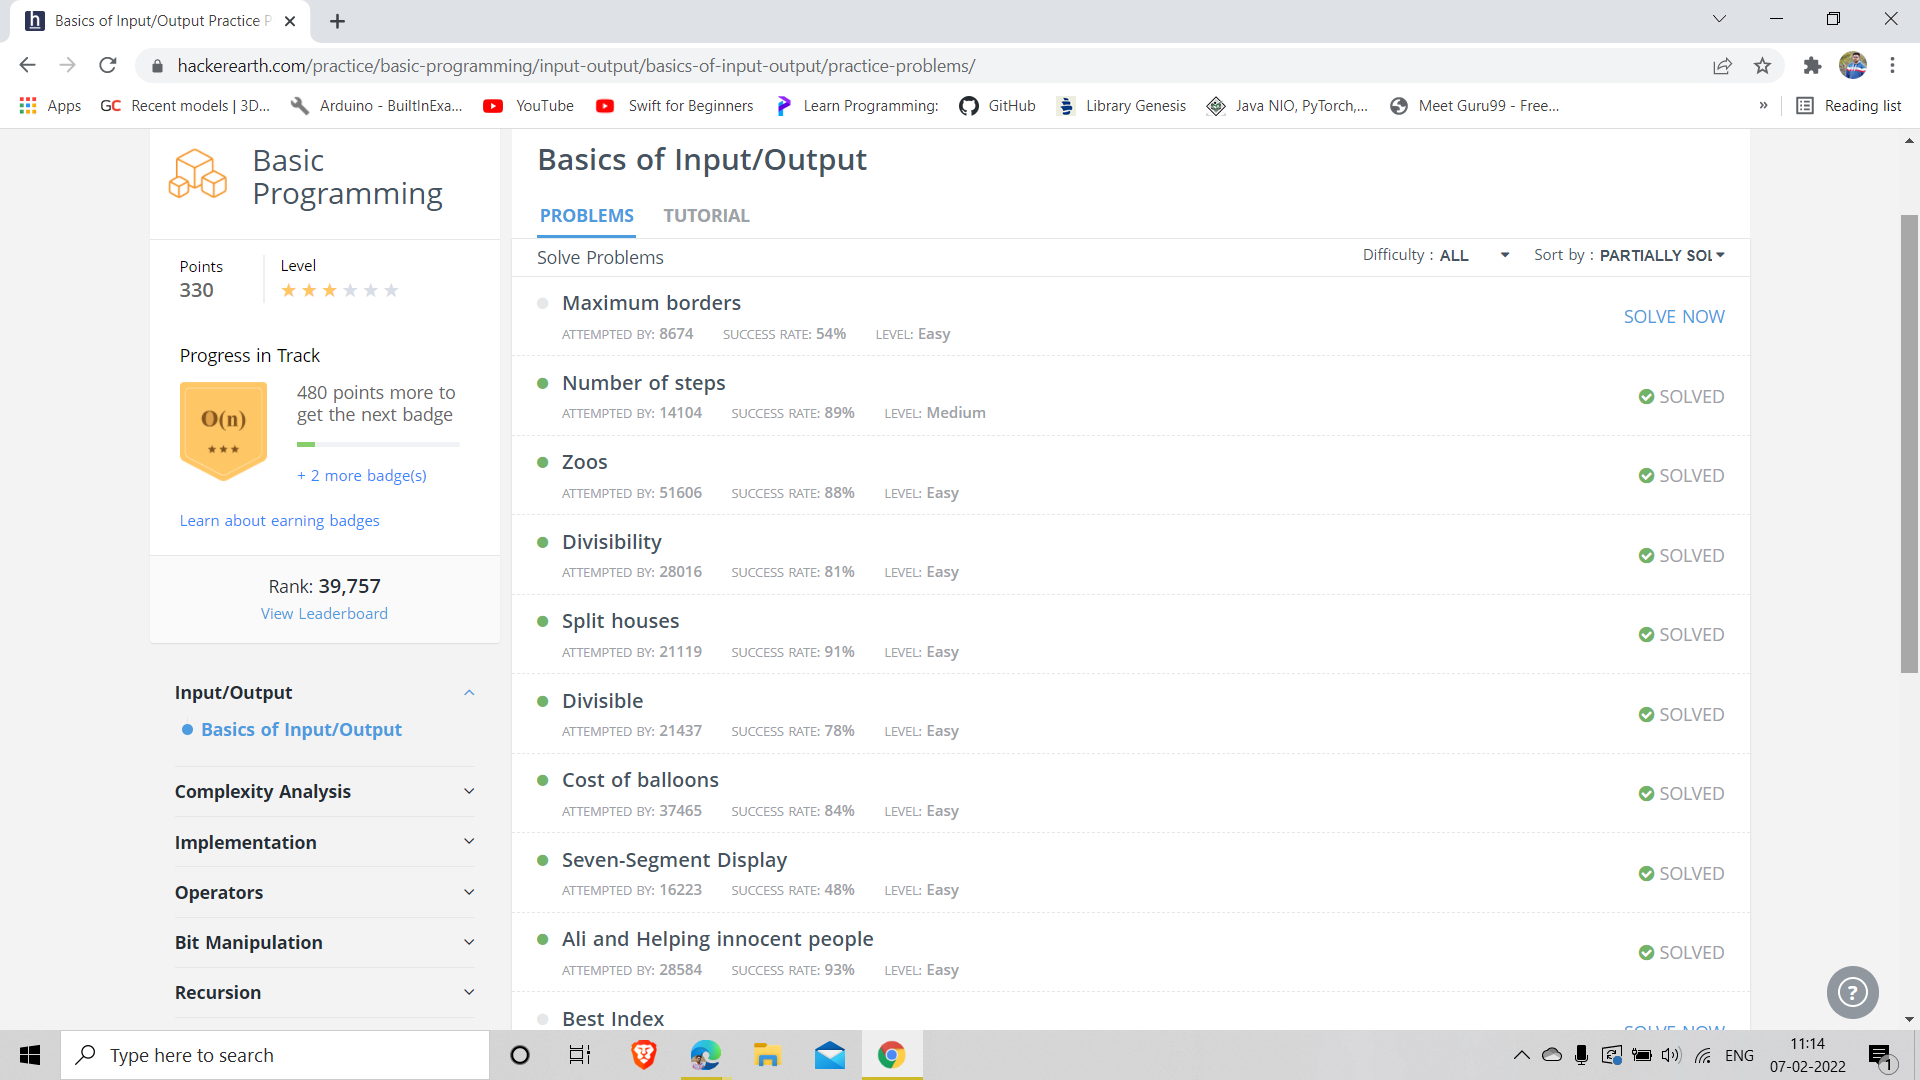 Basics of Input/Output Practice P
hackerearth.com/practice/basic-programming/input-output/basics-of-input-output/practice-problems/
Apps
GC Recent models | 3D...
Arduino - BuiltInExa...
YouTube
Swift for Beginners
Learn Programming:
GitHub
Library Genesis
Java NIO, PyTorch,...
Meet Guru99 - Free...
»
Reading list
Basic
Programming
Points
330
Level
Progress in Track
O(n)
480 points more to
get the next badge
+ 2 more badge(s)
Learn about earning badges
Rank: 39,757
View Leaderboard
Input/Output
Basics of Input/Output
Complexity Analysis
Implementation
Operators
Bit Manipulation
Recursion
Basics of Input/Output
PROBLEMS TUTORIAL
Solve Problems
Difficulty : ALL
Sort by : PARTIALLY SOL
Maximum borders
ATTEMPTED BY: 8674 SUCCESS RATE: 54% LEVEL: Easy
SOLVE NOW
Number of steps
ATTEMPTED BY: 14104 SUCCESS RATE: 89% LEVEL: Medium
SOLVED
Zoos
ATTEMPTED BY: 51606 SUCCESS RATE: 88% LEVEL: Easy
SOLVED
Divisibility
ATTEMPTED BY: 28016 SUCCESS RATE: 81% LEVEL: Easy
SOLVED
Split houses
ATTEMPTED BY: 21119 SUCCESS RATE: 91% LEVEL: Easy
SOLVED
Divisible
ATTEMPTED BY: 21437 SUCCESS RATE: 78% LEVEL: Easy
SOLVED
Cost of balloons
ATTEMPTED BY: 37465 SUCCESS RATE: 84% LEVEL: Easy
SOLVED
Seven-Segment Display
ATTEMPTED BY: 16223 SUCCESS RATE: 48% LEVEL: Easy
SOLVED
Ali and Helping innocent people
ATTEMPTED BY: 28584 SUCCESS RATE: 93% LEVEL: Easy
SOLVED
Best Index
SOLVE NOW
?
Type here to search
ENG
11:14
07-02-2022
1